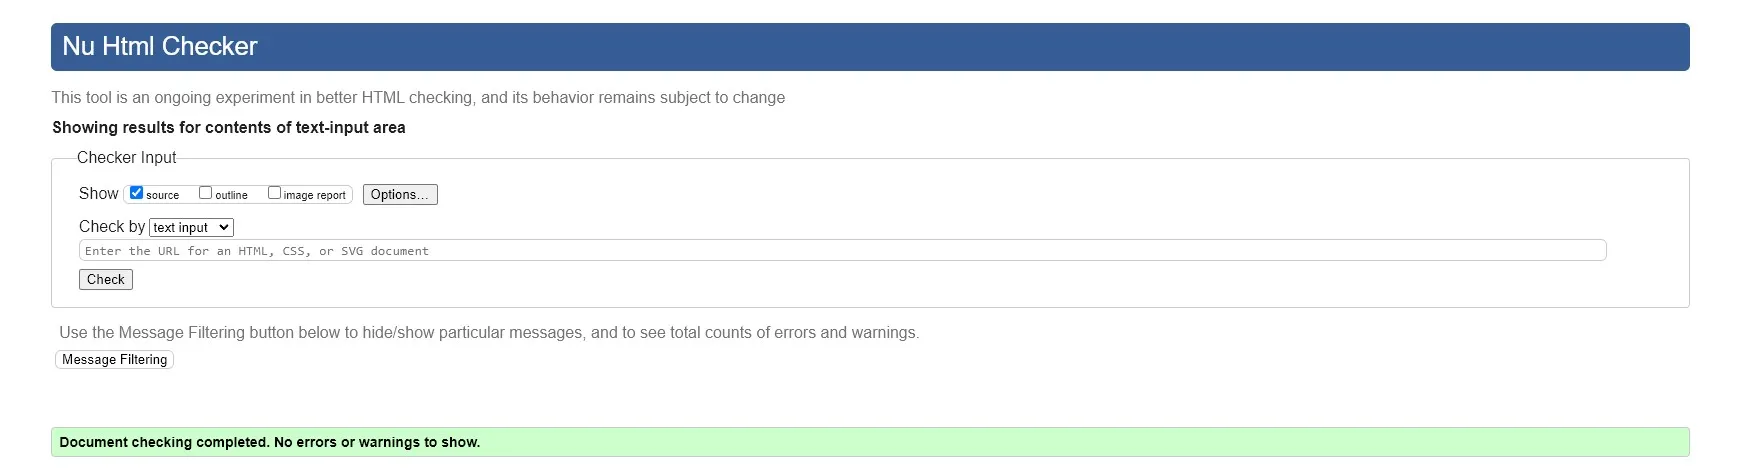 Nu Html Checker
This tool is an ongoing experiment in better HTML checking, and its behavior remains subject to change
Showing results for contents of text-input area
Checker Input
Show source outline image report Options...
Check by text input
Enter the URL for an HTML, CSS, or SVG document
Check
Use the Message Filtering button below to hide/show particular messages, and to see total counts of errors and warnings.
Message Filtering
Document checking completed. No errors or warnings to show.